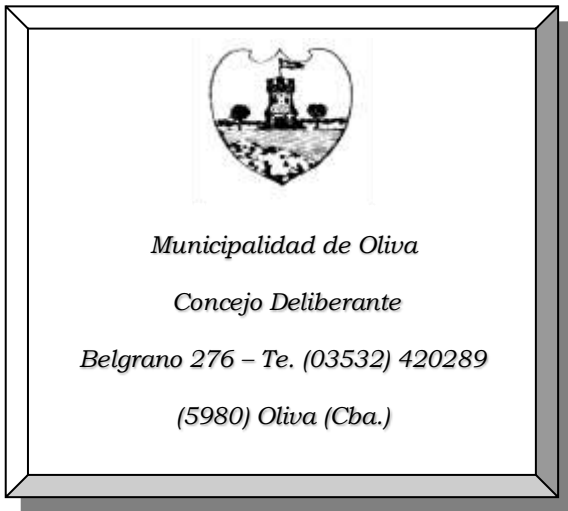 Municipalidad de Oliva
Concejo Deliberante
Belgrano 276 – Te. (03532) 420289
(5980) Oliva (Cba.)